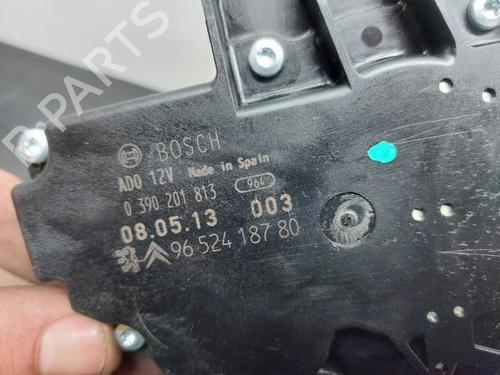 BOSCH
ADO 12V Made in Spain
0 390 201 813 964
08.05.13 003
96 524 187 80
B-PARTS